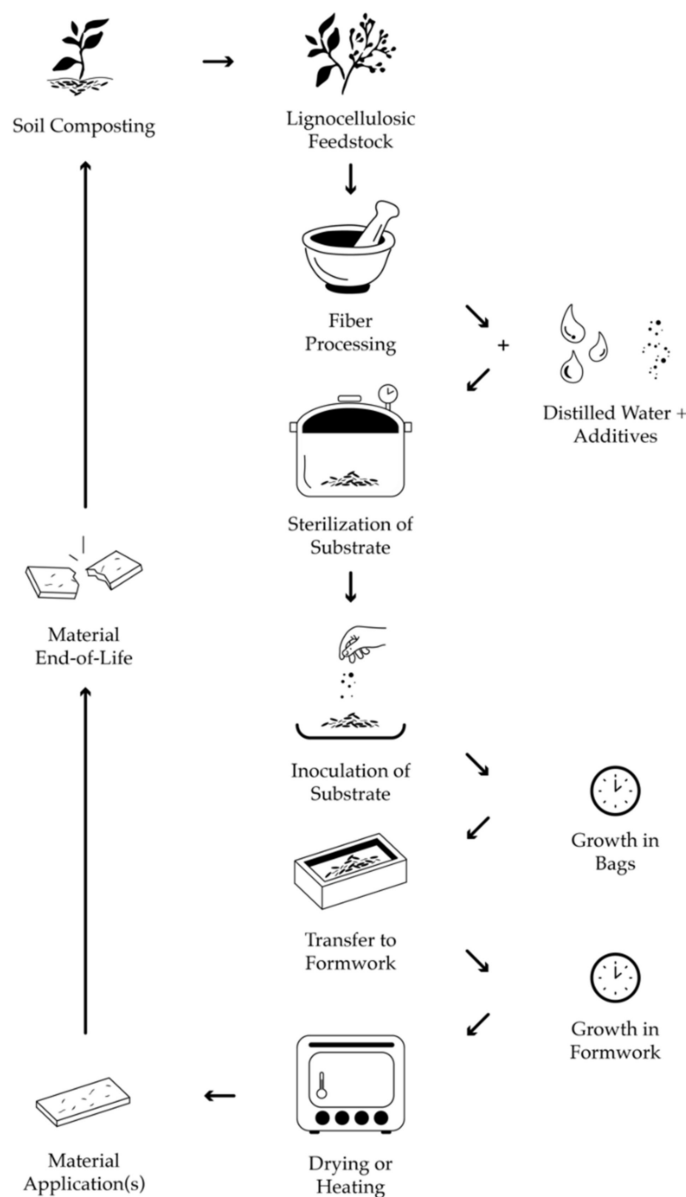 Soil Composting
Lignocellulosic
Feedstock
Fiber
Processing
+
Distilled Water +
Additives
Sterilization of
Substrate
Material
End-of-Life
Inoculation of
Substrate
Growth in
Bags
Transfer to
Formwork
Growth in
Formwork
Drying or
Heating
Material
Application(s)